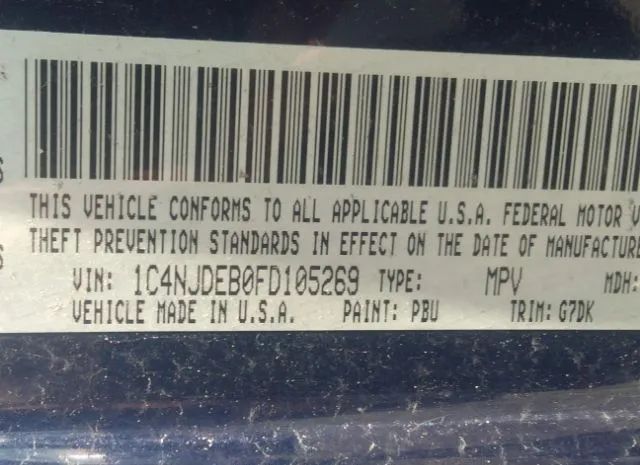 THIS VEHICLE CONFORMS TO ALL APPLICABLE U.S.A. FEDERAL MOTOR V
THEFT PREVENTION STANDARDS IN EFFECT ON THE DATE OF MANUFACTURE
VIN: 1C4NJDEB0FD105269 TYPE: MPV MDH:
VEHICLE MADE IN U.S.A. PAINT: PBU TRIM: G7DK